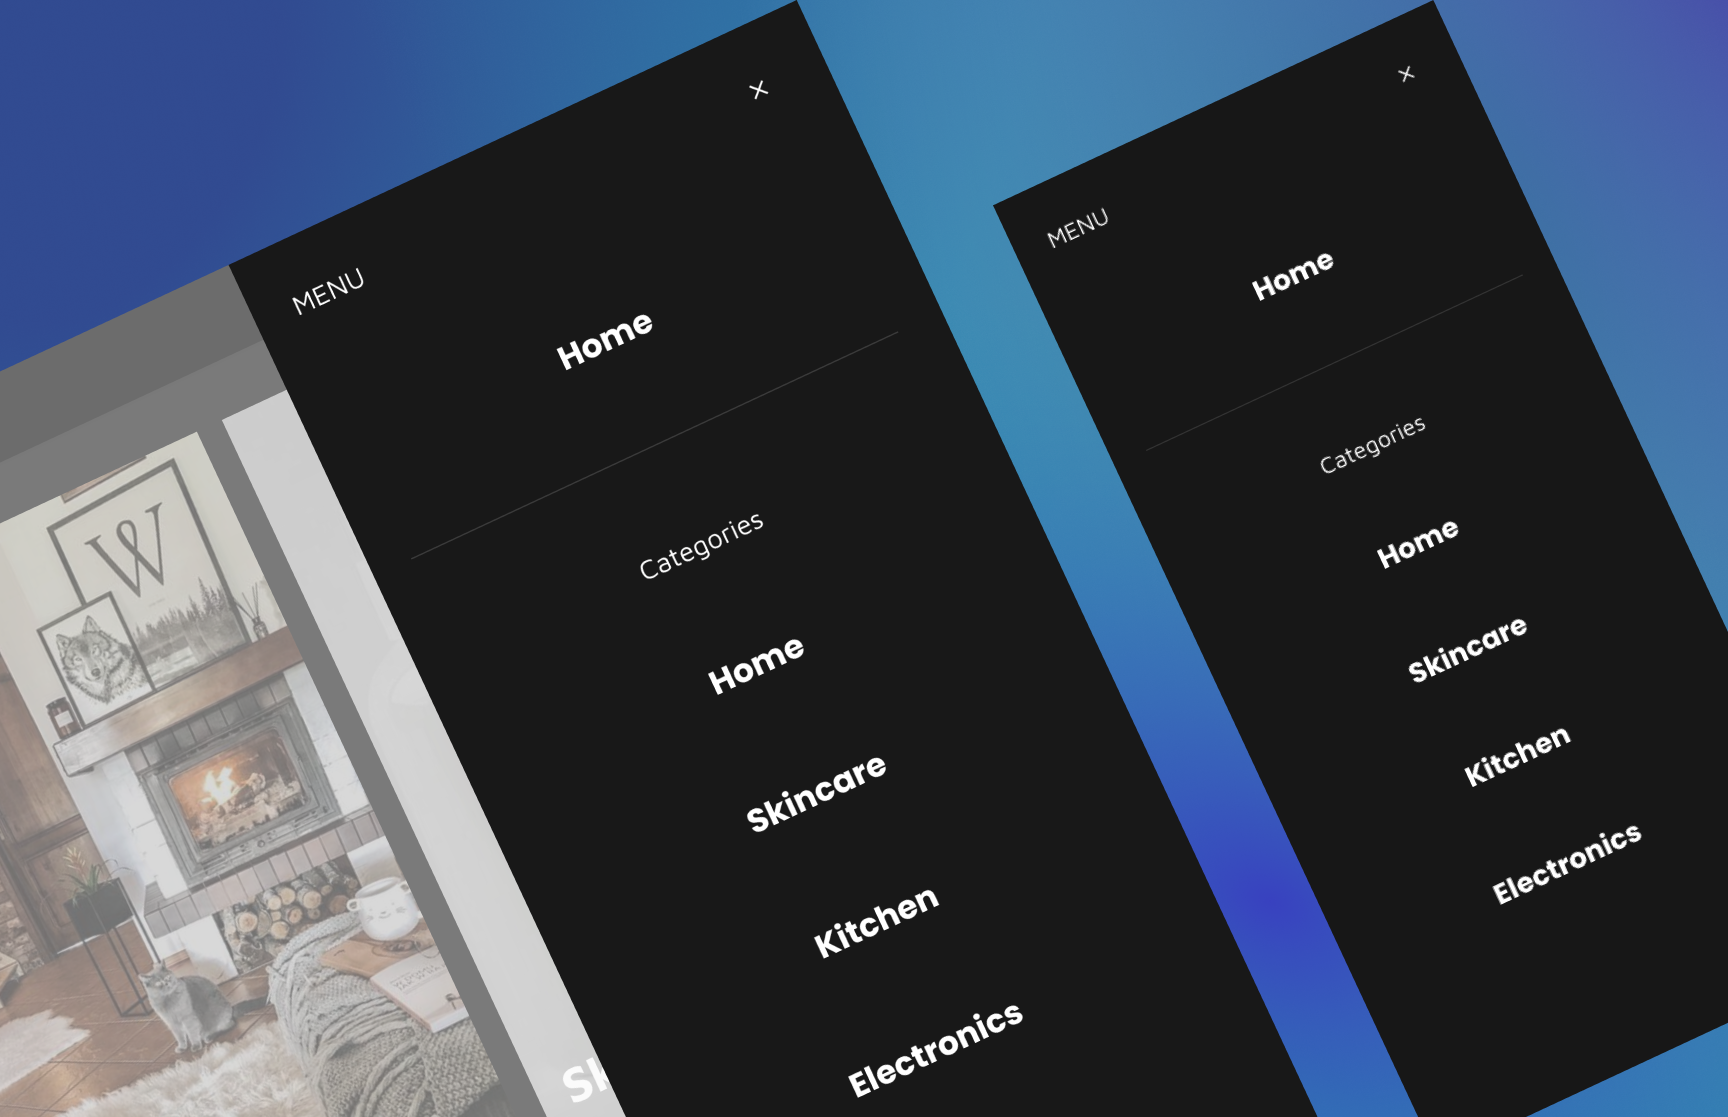 MENU
Home
Categories
Home
Skincare
Kitchen
Electronics
W
Sk
MENU
Home
Categories
Home
Skincare
Kitchen
Electronics